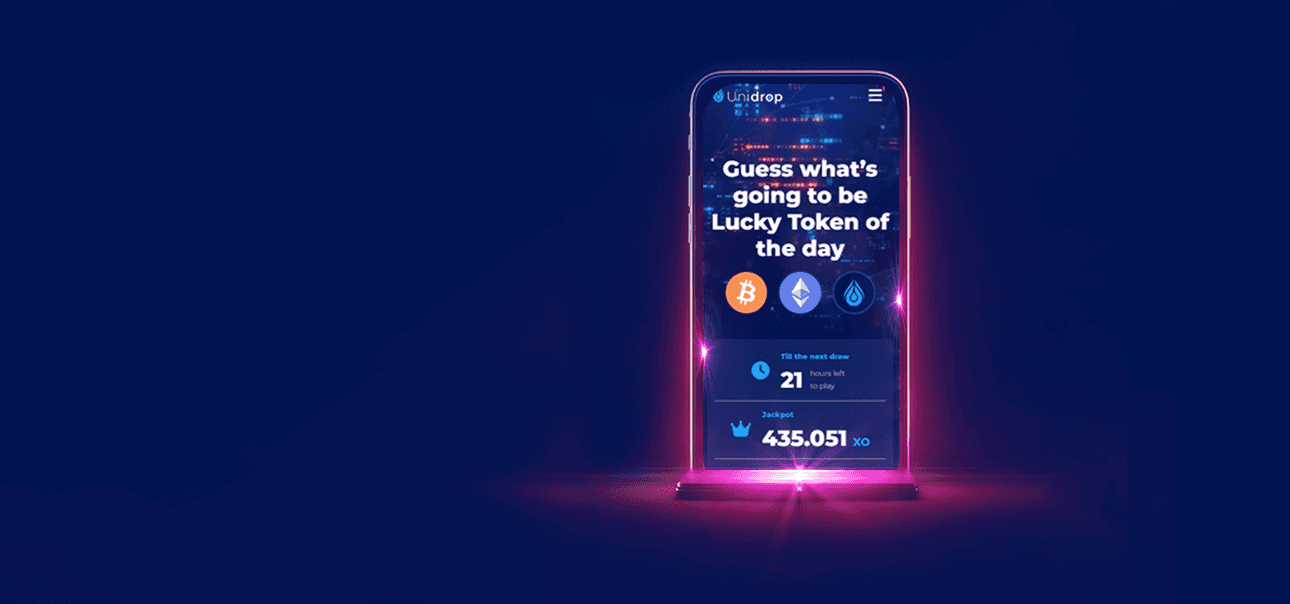 Unidrop
Guess what's
going to be
Lucky Token of
the day
Till the next draw
21 hours left
to play
Jackpot
435.051 XO